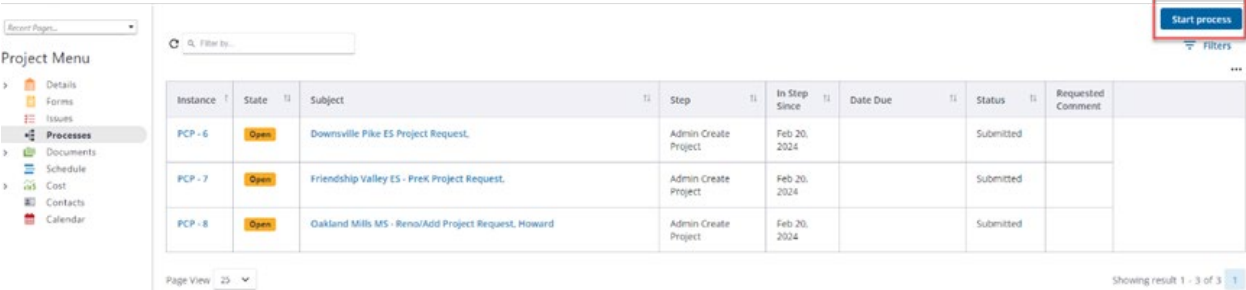 Recent Pages...
Start process
Filter by...
Filters
Project Menu
Details
Forms
Issues
Processes
Documents
Schedule
Cost
Contacts
Calendar
Instance State Subject Step In Step Since Date Due Status Requested Comment
PCP - 6 Open Downsville Pike ES Project Request, Admin Create Project Feb 20, 2024 Submitted
PCP - 7 Open Friendship Valley ES - PreK Project Request, Admin Create Project Feb 20, 2024 Submitted
PCP - 8 Open Oakland Mills MS - Reno/Add Project Request, Howard Admin Create Project Feb 20, 2024 Submitted
Page View 25
Showing result 1 - 3 of 3 1